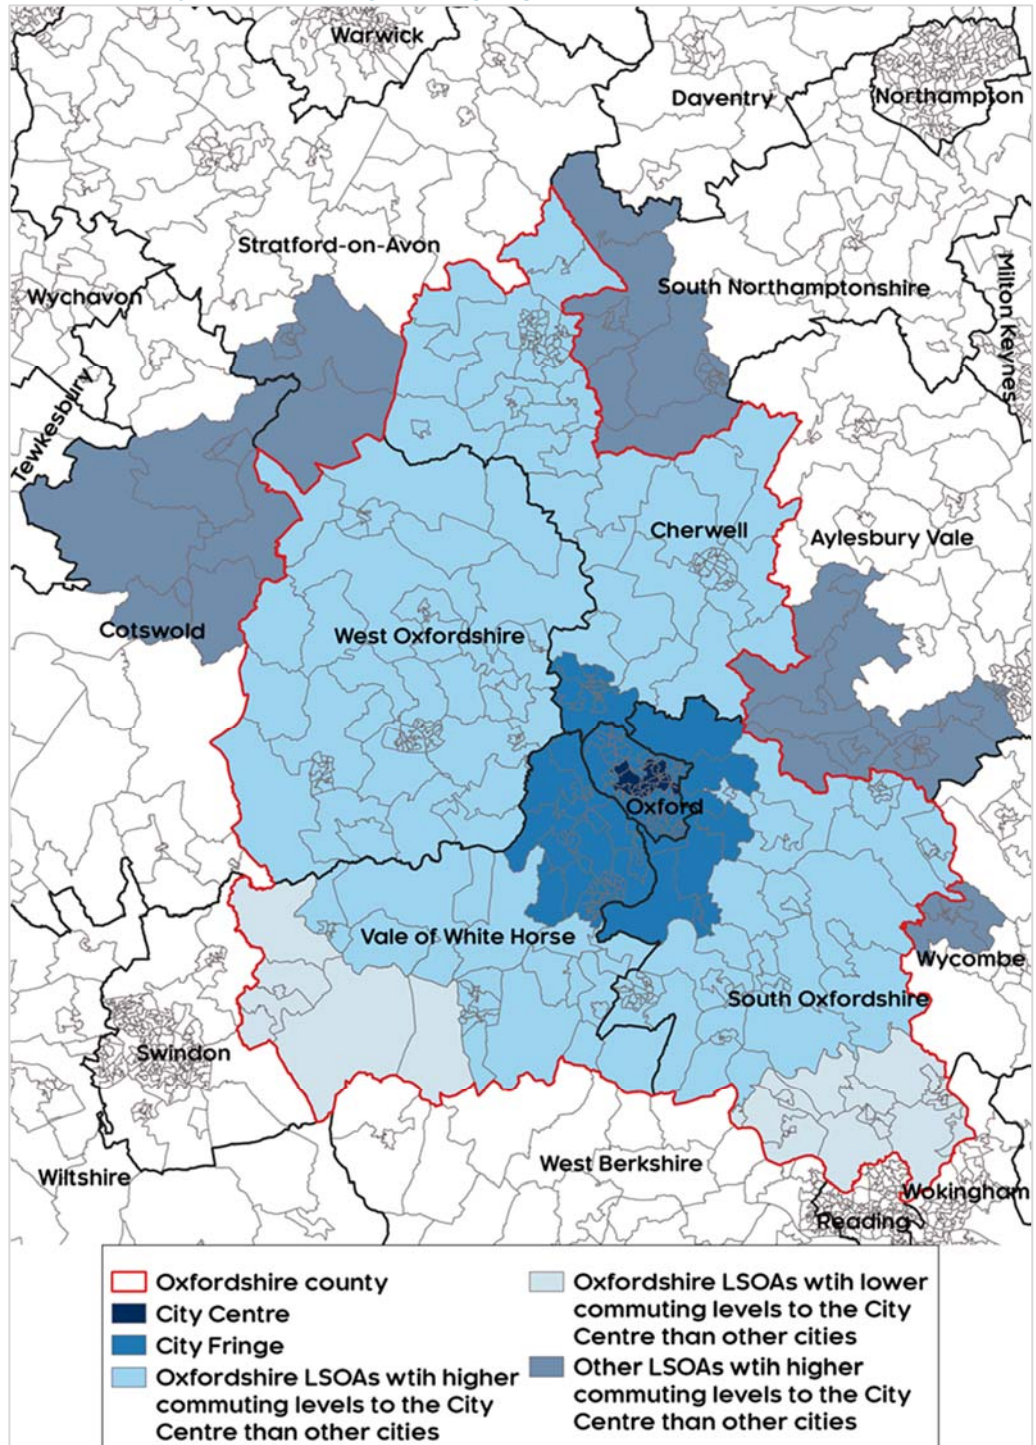 Warwick
Daventry
Northampton
Stratford-on-Avon
Wychavon
South Northamptonshire
Milton Keynes
Tewkesbury
Cherwell
Aylesbury Vale
Cotswold
West Oxfordshire
Oxford
Vale of White Horse
Wycombe
South Oxfordshire
Swindon
Wiltshire
West Berkshire
Wokingham
Reading
Oxfordshire county
City Centre
City Fringe
Oxfordshire LSOAs wtih higher
commuting levels to the City
Centre than other cities
Oxfordshire LSOAs wtih lower
commuting levels to the City
Centre than other cities
Other LSOAs wtih higher
commuting levels to the City
Centre than other cities